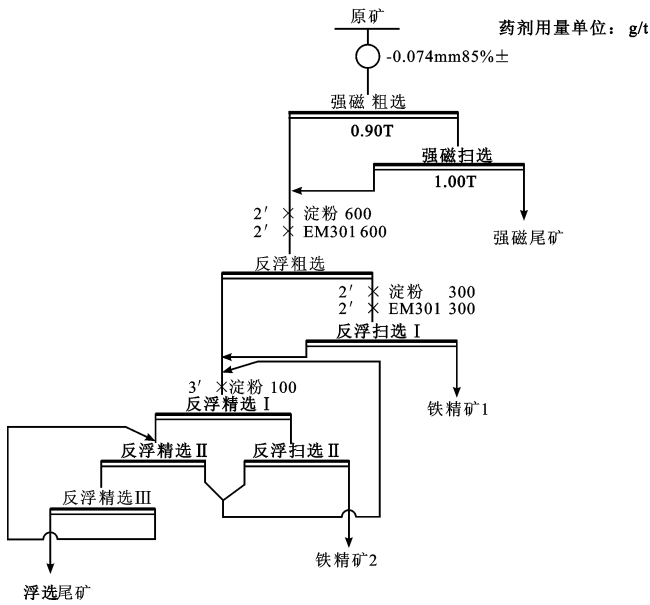 原矿
药剂用量单位：g/t
-0.074mm85%±
强磁 粗选
0.90T
强磁扫选
1.00T
2′ 淀粉 600
2′ EM301 600
强磁尾矿
反浮粗选
2′ 淀粉 300
2′ EM301 300
反浮扫选Ⅰ
3′ 淀粉 100
反浮精选Ⅰ
铁精矿1
反浮精选Ⅱ 反浮扫选Ⅱ
反浮精选Ⅲ
铁精矿2
浮选尾矿